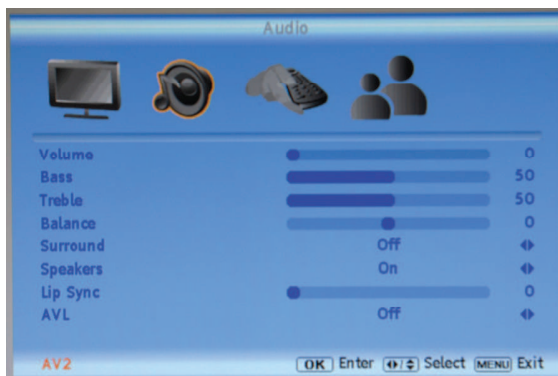 Audio
Volume 0
Bass 50
Treble 50
Balance 0
Surround Off
Speakers On
Lip Sync 0
AVL Off
AV2 OK Enter / Select MENU Exit